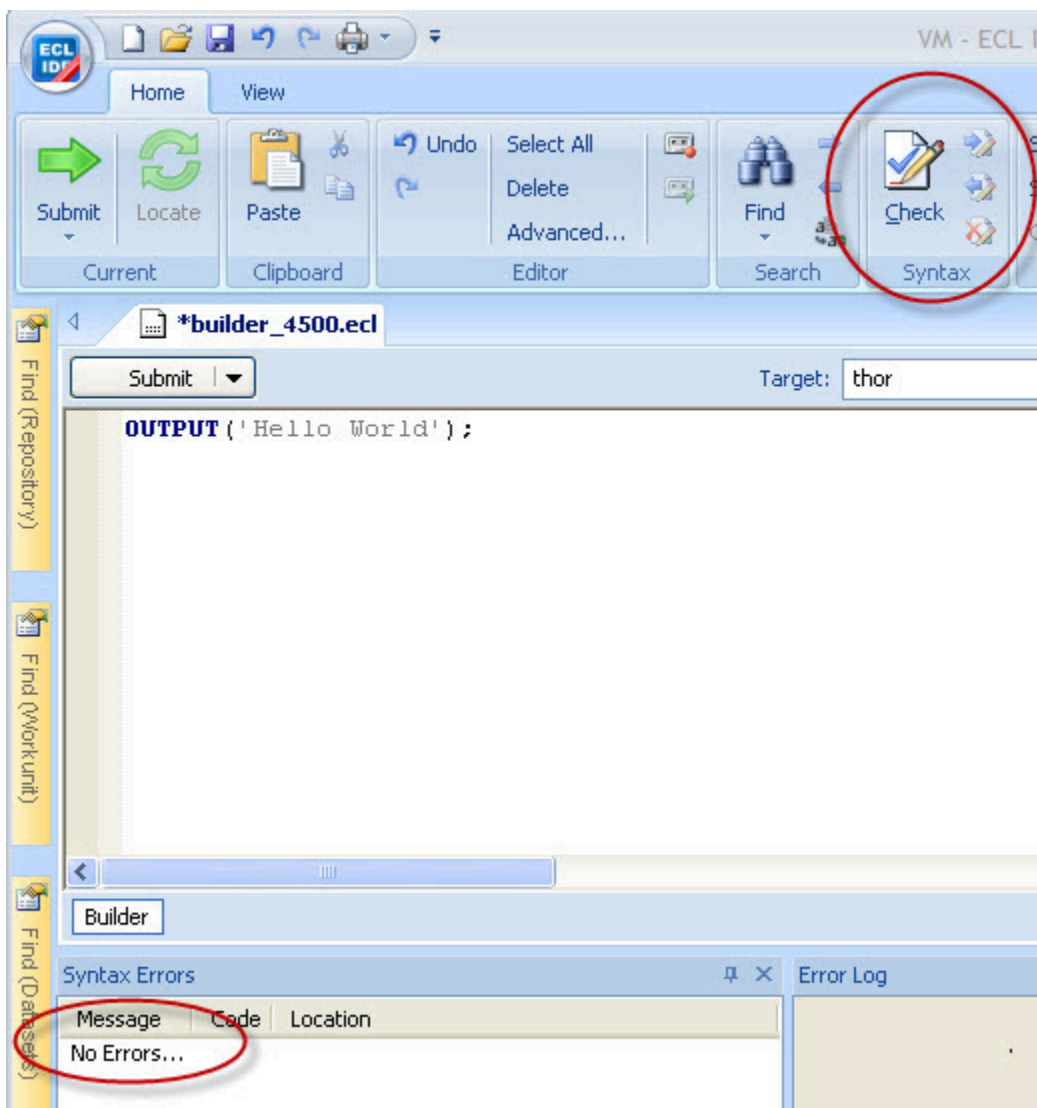 ECL
IDE
VM - ECL I
Home View
Submit Locate Paste Undo Select All Delete Advanced... Find Check
Current Clipboard Editor Search Syntax
*builder_4500.ecl
Submit Target: thor
OUTPUT('Hello World');
Find (Repository)
Find (Workunit)
Find (Datasets)
Builder
Syntax Errors Error Log
Message Code Location
No Errors...